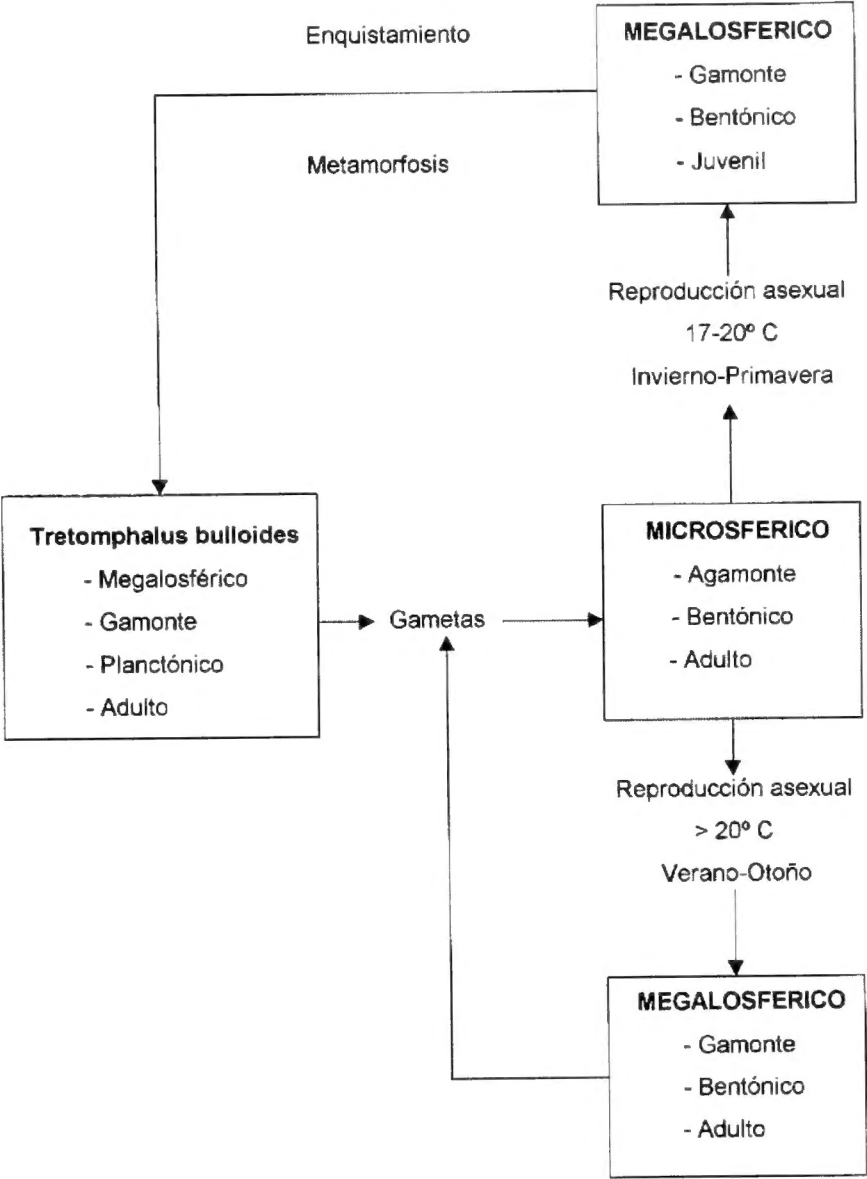 Enquistamiento
Metamorfosis
MEGALOSFERICO
- Gamonte
- Bentónico
- Juvenil
Reproducción asexual
17-20º C
Invierno-Primavera
Tretomphalus bulloides
- Megalosférico
- Gamonte
- Planctónico
- Adulto
Gametas
MICROSFERICO
- Agamonte
- Bentónico
- Adulto
Reproducción asexual
> 20º C
Verano-Otoño
MEGALOSFERICO
- Gamonte
- Bentónico
- Adulto